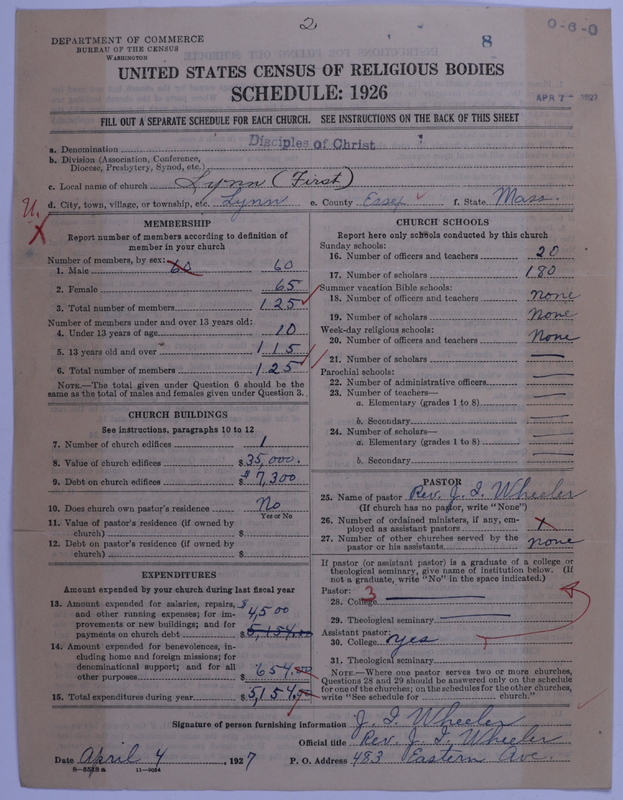 2
8
0-6-0
DEPARTMENT OF COMMERCE
BUREAU OF THE CENSUS
WASHINGTON
UNITED STATES CENSUS OF RELIGIOUS BODIES
SCHEDULE: 1926
APR 7 - 1927
FILL OUT A SEPARATE SCHEDULE FOR EACH CHURCH. SEE INSTRUCTIONS ON THE BACK OF THIS SHEET
a. Denomination Disciples of Christ
b. Division (Association, Conference,
Diocese, Presbytery, Synod, etc.)
c. Local name of church Lynn (First)
d. City, town, village, or township, etc. Lynn e. County Essex f. State Mass.
MEMBERSHIP
Report number of members according to definition of
member in your church
Number of members, by sex:
1. Male 60 60
2. Female 65
3. Total number of members 125
Number of members under and over 13 years old:
4. Under 13 years of age 10
5. 13 years old and over 115
6. Total number of members 125
NOTE.—The total given under Question 6 should be the
same as the total of males and females given under Question 3.
CHURCH BUILDINGS
See instructions, paragraphs 10 to 12
7. Number of church edifices 1
8. Value of church edifices $35,000.
9. Debt on church edifices $7,300
10. Does church own pastor's residence No
Yes or No
11. Value of pastor's residence (if owned by
church) $
12. Debt on pastor's residence (if owned by
church) $
EXPENDITURES
Amount expended by your church during last fiscal
year
13. Amount expended for salaries, repairs, $4500
and other running expenses; for im-
provements or new buildings; and for
payments on church debt $5,154.00
14. Amount expended for benevolences, in-
cluding home and foreign missions; for
denominational support; and for all
other purposes $654.00
15. Total expenditures during year $5,154.
CHURCH SCHOOLS
Report here only schools conducted by this church
Sunday schools:
16. Number of officers and teachers 20
17. Number of scholars 180
Summer vacation Bible schools:
18. Number of officers and teachers none
19. Number of scholars None
Week-day religious schools:
20. Number of officers and teachers None
21. Number of scholars
Parochial schools:
22. Number of administrative officers
23. Number of teachers—
a. Elementary (grades 1 to 8)
b. Secondary
24. Number of scholars—
a. Elementary (grades 1 to 8)
b. Secondary
PASTOR
25. Name of pastor Rev. J. I. Wheeler
(If church has no pastor, write "None")
26. Number of ordained ministers, if any, em-
ployed as assistant pastors
27. Number of other churches served by the
pastor or his assistants none
If pastor (or assistant pastor) is a graduate of a college or
theological seminary, give name of institution below. (If
not a graduate, write "No" in the space indicated.)
Pastor: 3
28. College
29. Theological seminary
Assistant pastor:
30. College yes
31. Theological seminary
NOTE.—Where one pastor serves two or more churches,
Questions 28 and 29 should be answered only on the schedule
for one of the churches; on the schedules for the other churches,
write "See schedule for church."
Signature of person furnishing information J. I. Wheeler
Official title Rev. J. I. Wheeler
Date April 4, 1927 P. O. Address 483 Eastern Ave.
8-5518 a 11-9054